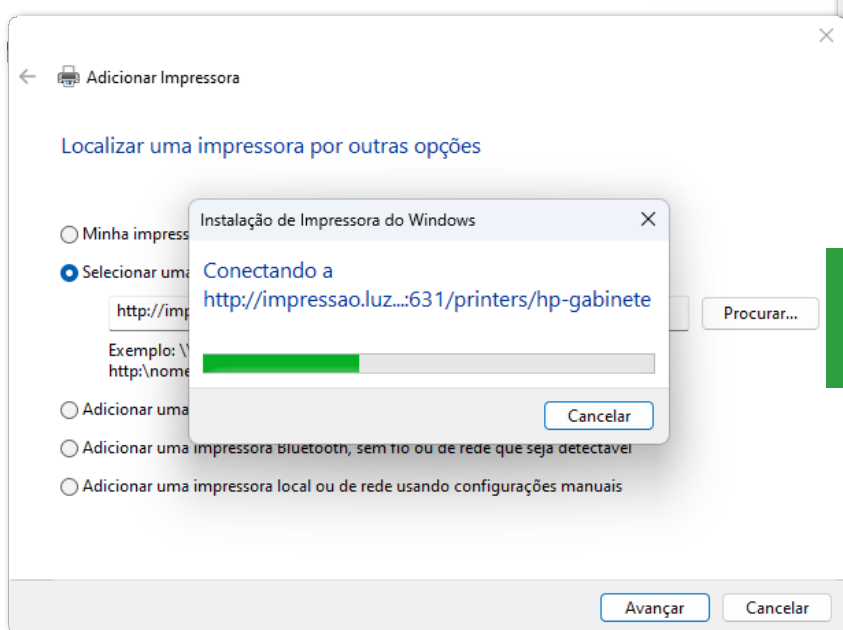 Adicionar Impressora
Localizar uma impressora por outras opções
Minha impress
Selecionar uma
http://imp
Procurar...
Exemplo: \\
http:\nome
Adicionar uma
Adicionar uma impressora Bluetooth, sem fio ou de rede que seja detectável
Adicionar uma impressora local ou de rede usando configurações manuais
Instalação de Impressora do Windows
Conectando a
http://impressao.luz...:631/printers/hp-gabinete
Cancelar
Avançar
Cancelar